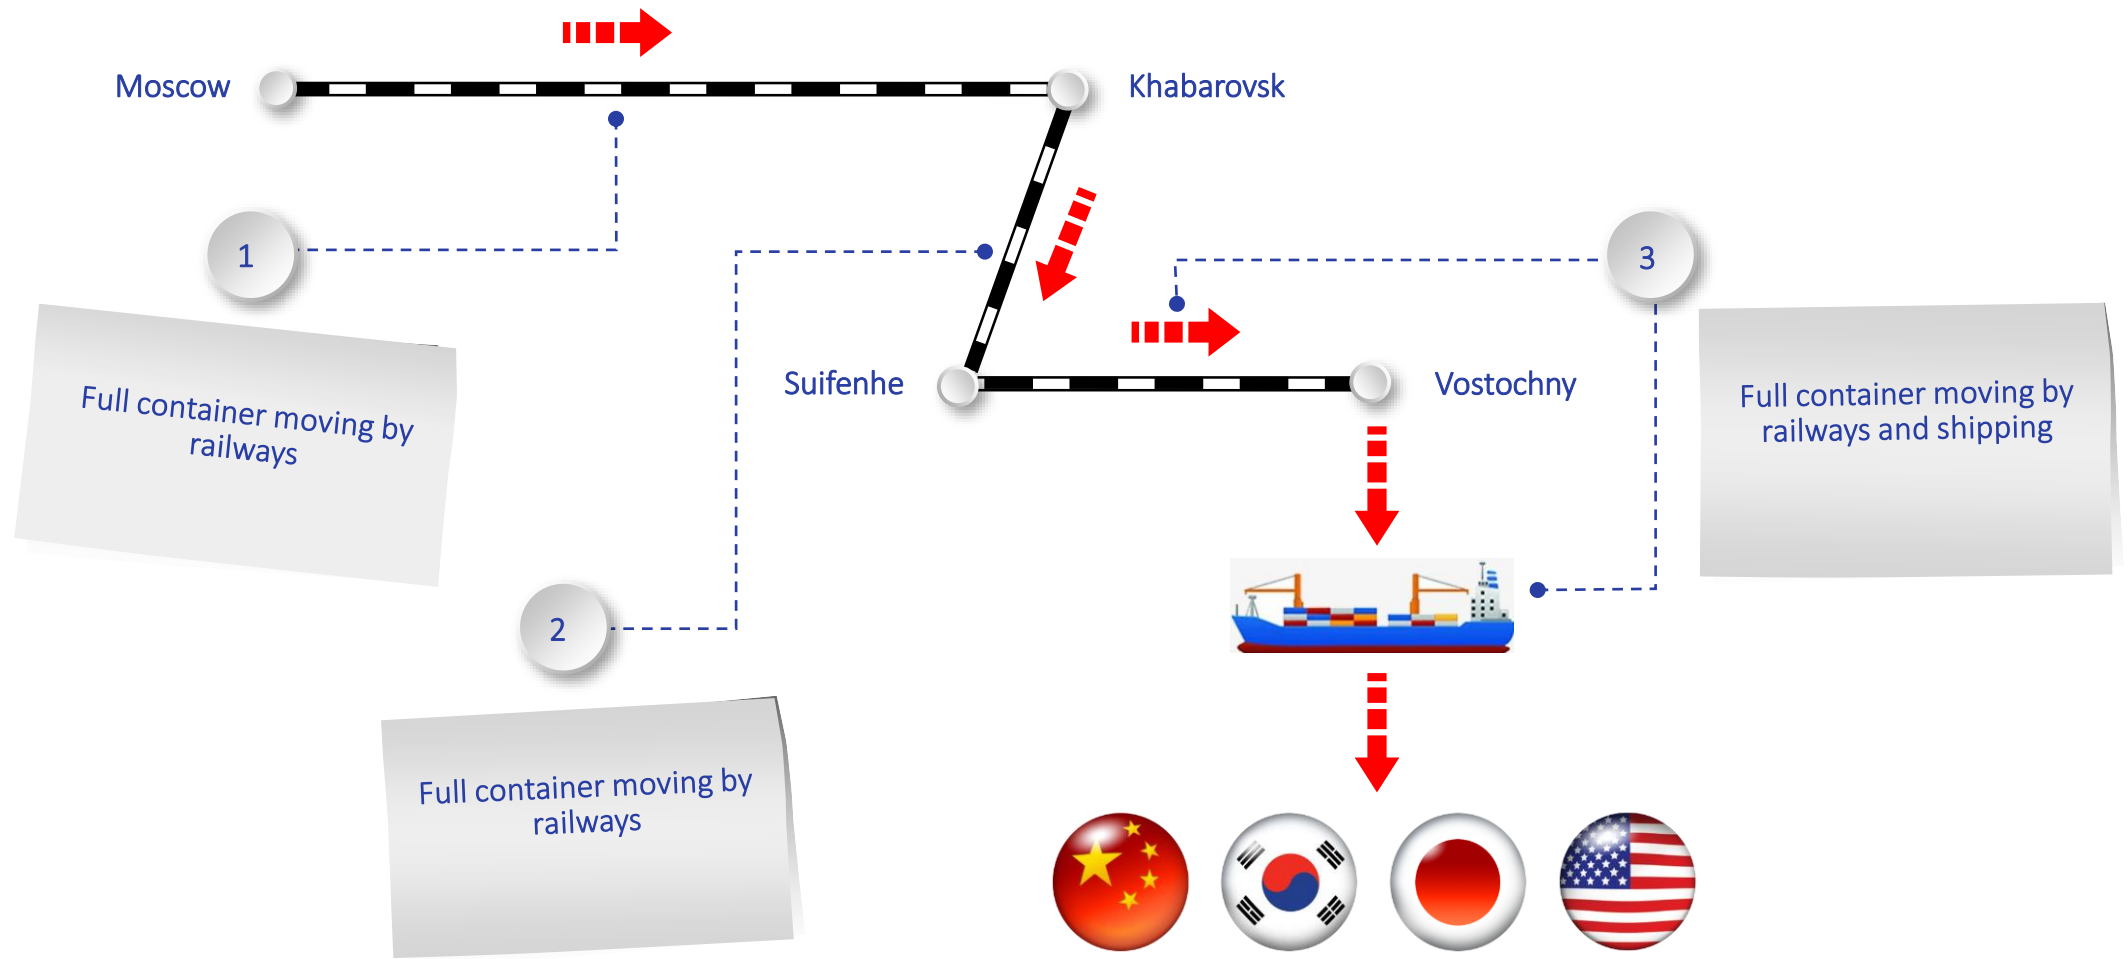 Moscow
Khabarovsk
1
3
Suifenhe
Vostochny
Full container moving by
railways
Full container moving by
railways and shipping
2
Full container moving by
railways